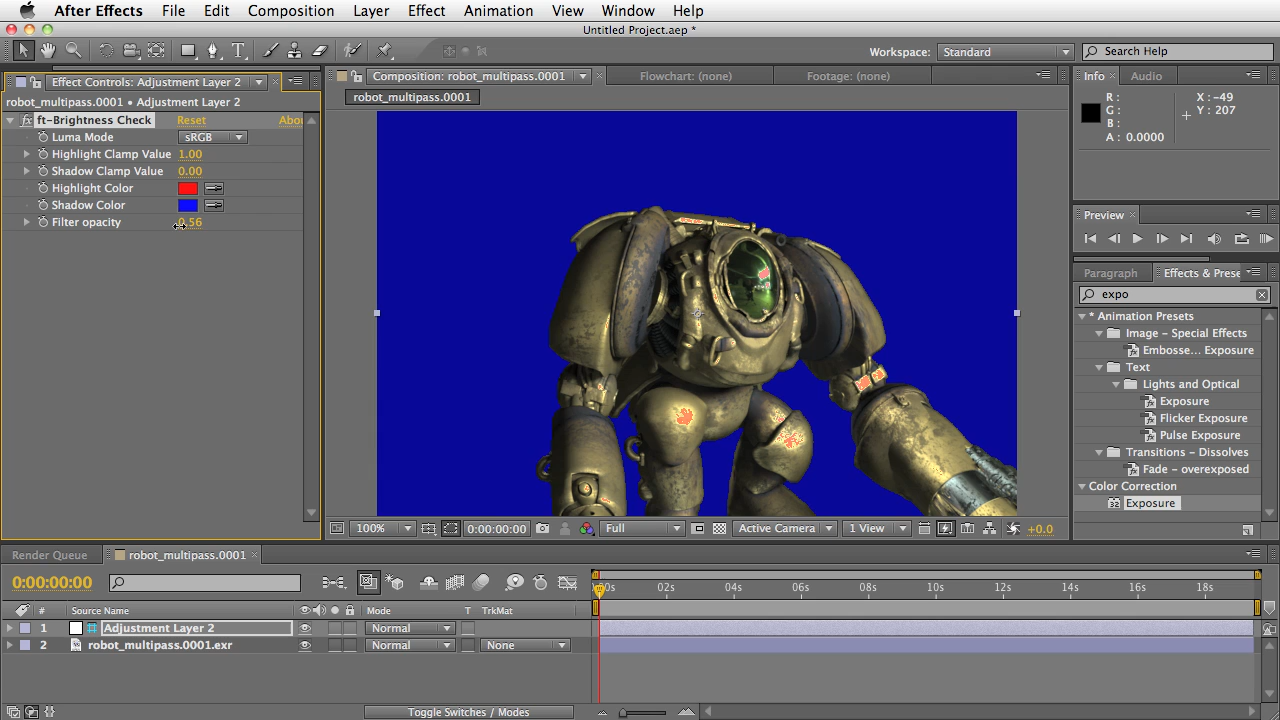 After Effects File Edit Composition Layer Effect Animation View Window Help
Untitled Project.aep *
Workspace: Standard Search Help
Effect Controls: Adjustment Layer 2
robot_multipass.0001 • Adjustment Layer 2
ft-Brightness Check Reset
Luma Mode sRGB
Highlight Clamp Value 1.00
Shadow Clamp Value 0.00
Highlight Color
Shadow Color
Filter opacity 0.56
Composition: robot_multipass.0001 Flowchart: (none) Footage: (none)
robot_multipass.0001
100% 0:00:00:00 Full Active Camera 1 View +0.0
Info Audio
R : X : -49
G : Y : 207
B :
A : 0.0000
Preview
Paragraph Effects & Prese
expo
* Animation Presets
Image – Special Effects
Embosse... Exposure
Text
Lights and Optical
Exposure
Flicker Exposure
Pulse Exposure
Transitions – Dissolves
Fade – overexposed
Color Correction
32 Exposure
Render Queue robot_multipass.0001
0:00:00:00
:00s 02s 04s 06s 08s 10s 12s 14s 16s 18s
# Source Name Mode T TrkMat
1 Adjustment Layer 2 Normal
2 robot_multipass.0001.exr Normal None
Toggle Switches / Modes